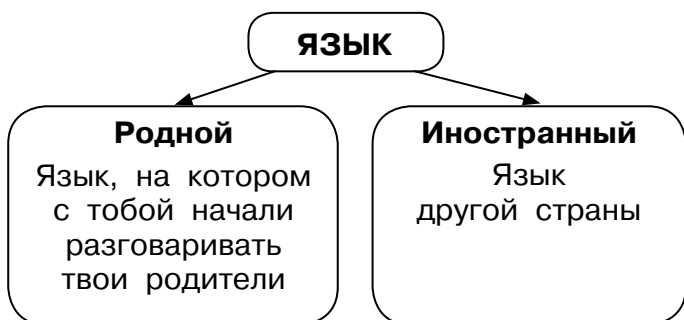 ЯЗЫК
Родной
Язык, на котором
с тобой начали
разговаривать
твои родители
Иностранный
Язык
другой страны